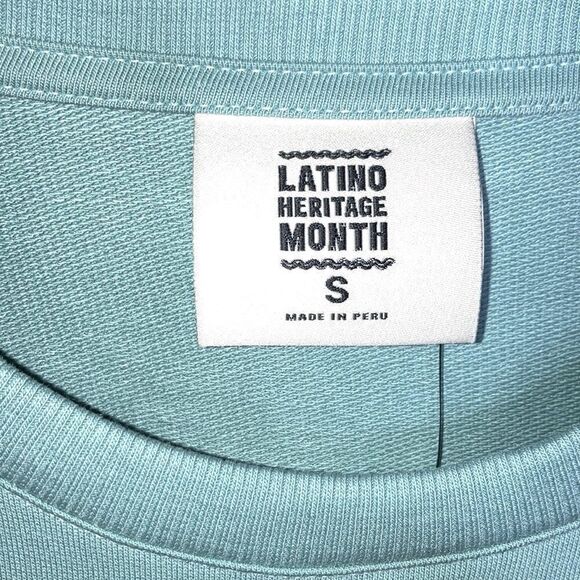 LATINO
HERITAGE
MONTH
S
MADE IN PERU